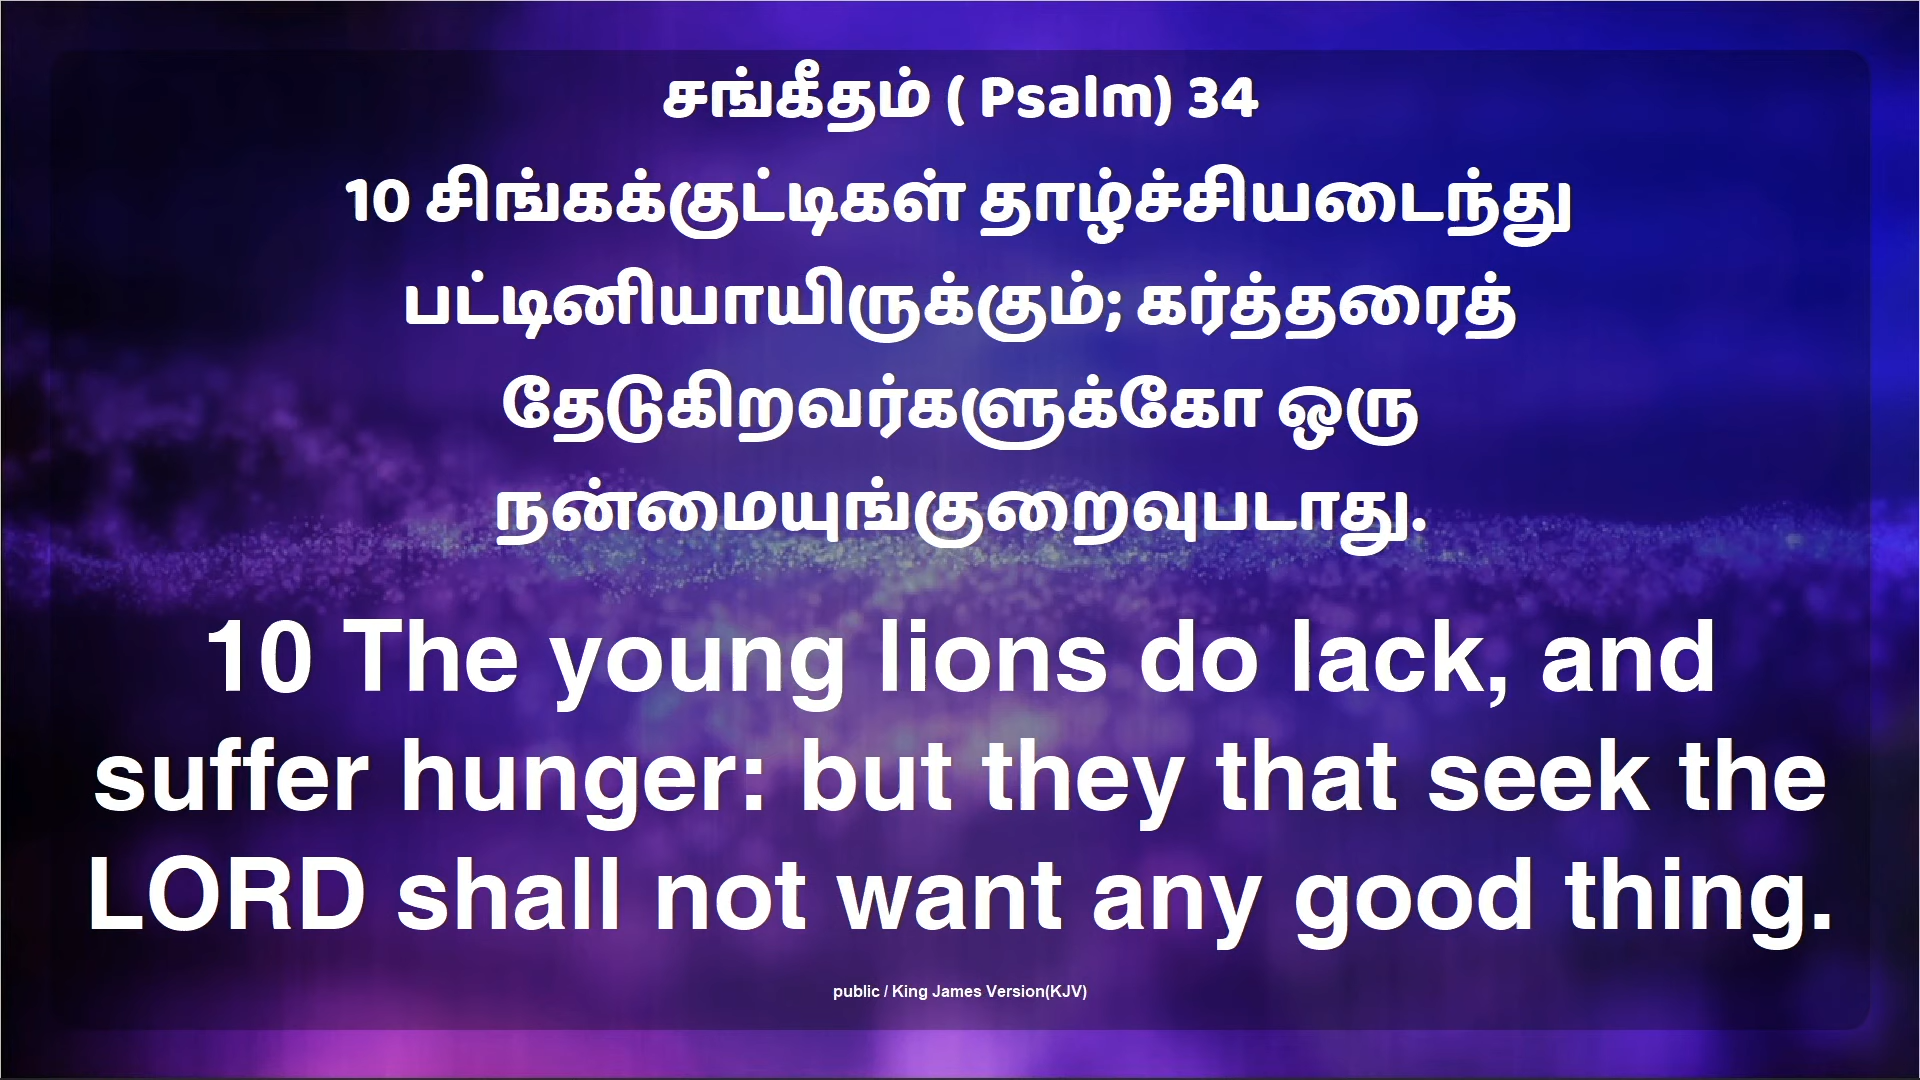 சங்கீதம் ( Psalm) 34
10 சிங்கக்குட்டிகள் தாழ்ச்சியடைந்து
பட்டினியாயிருக்கும்; கர்த்தரைத்
தேடுகிறவர்களுக்கோ ஒரு
நன்மையுங்குறைவுபடாது.
10 The young lions do lack, and
suffer hunger: but they that seek the
LORD shall not want any good thing.
public / King James Version(KJV)